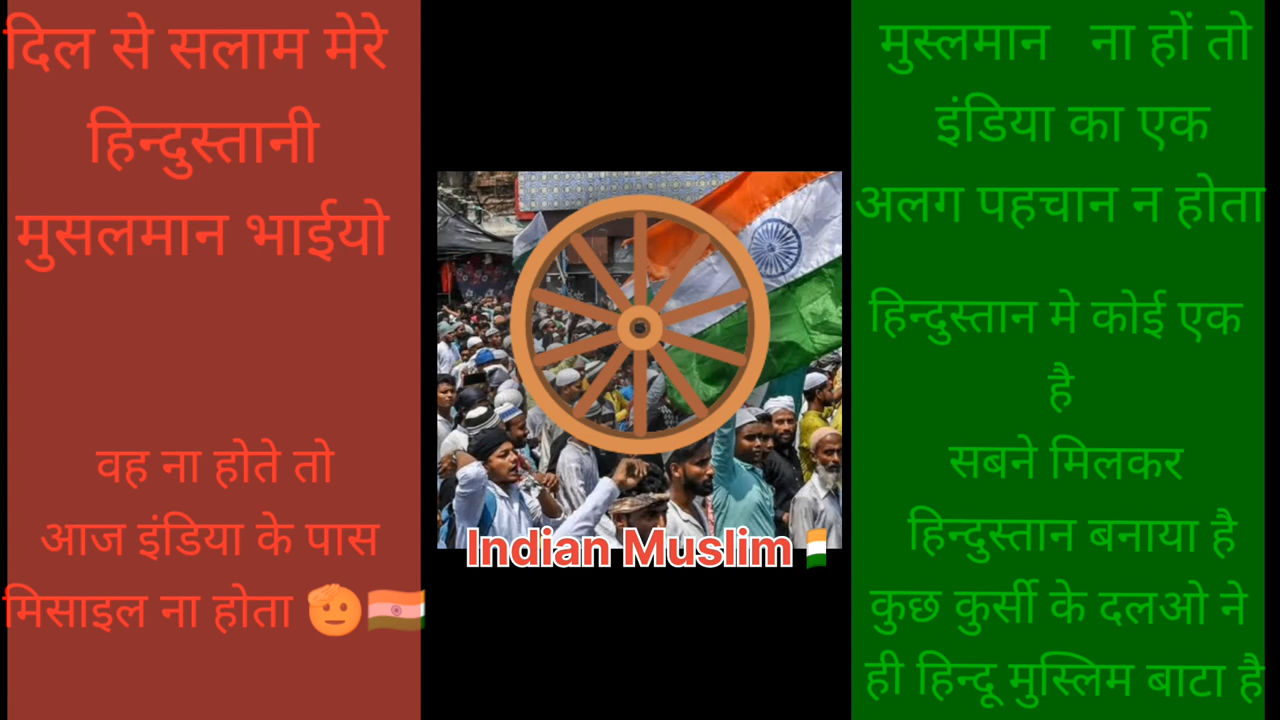 दिल से सलाम मेरे
हिन्दुस्तानी
मुसलमान भाईयो
वह ना होते तो
आज इंडिया के पास
मिसाइल ना होता 🫡🇮🇳
Indian Muslim 🇮🇳
मुस्लमान ना हों तो
इंडिया का एक
अलग पहचान न होता
हिन्दुस्तान मे कोई एक
है
सबने मिलकर
हिन्दुस्तान बनाया है
कुछ कुर्सी के दलओ ने
ही हिन्दू मुस्लिम बाटा है